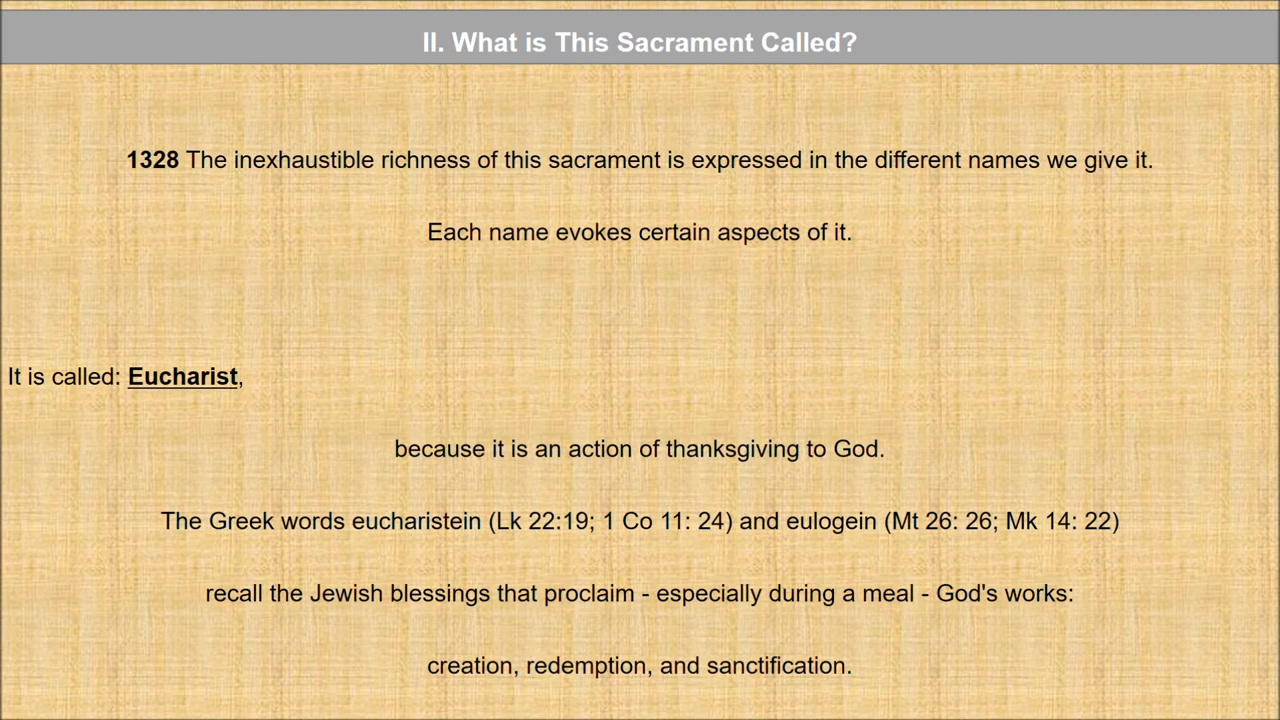 II. What is This Sacrament Called?
1328 The inexhaustible richness of this sacrament is expressed in the different names we give it.
Each name evokes certain aspects of it.
It is called: Eucharist,
because it is an action of thanksgiving to God.
The Greek words eucharistein (Lk 22:19; 1 Co 11: 24) and eulogein (Mt 26: 26; Mk 14: 22)
recall the Jewish blessings that proclaim - especially during a meal - God's works:
creation, redemption, and sanctification.